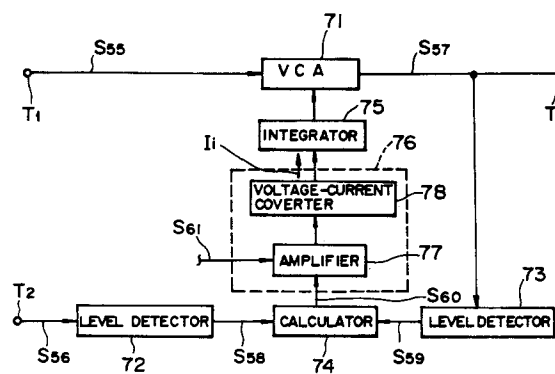 71
S55
VCA
S57
T1
T
75
INTEGRATOR
76
Ii
VOLTAGE-CURRENT
COVERTER
78
S61
AMPLIFIER
77
73
T2
S60
LEVEL DETECTOR
CALCULATOR
LEVEL DETECTOR
S56
72
S58
74
S59